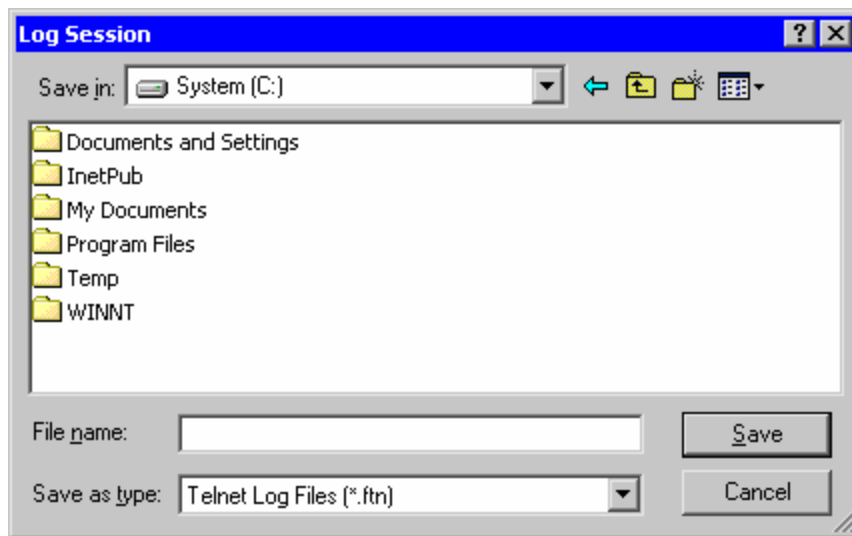 Log Session
Save in: System (C:)
Documents and Settings
InetPub
My Documents
Program Files
Temp
WINNT
File name: Save
Save as type: Telnet Log Files (*.ftn) Cancel